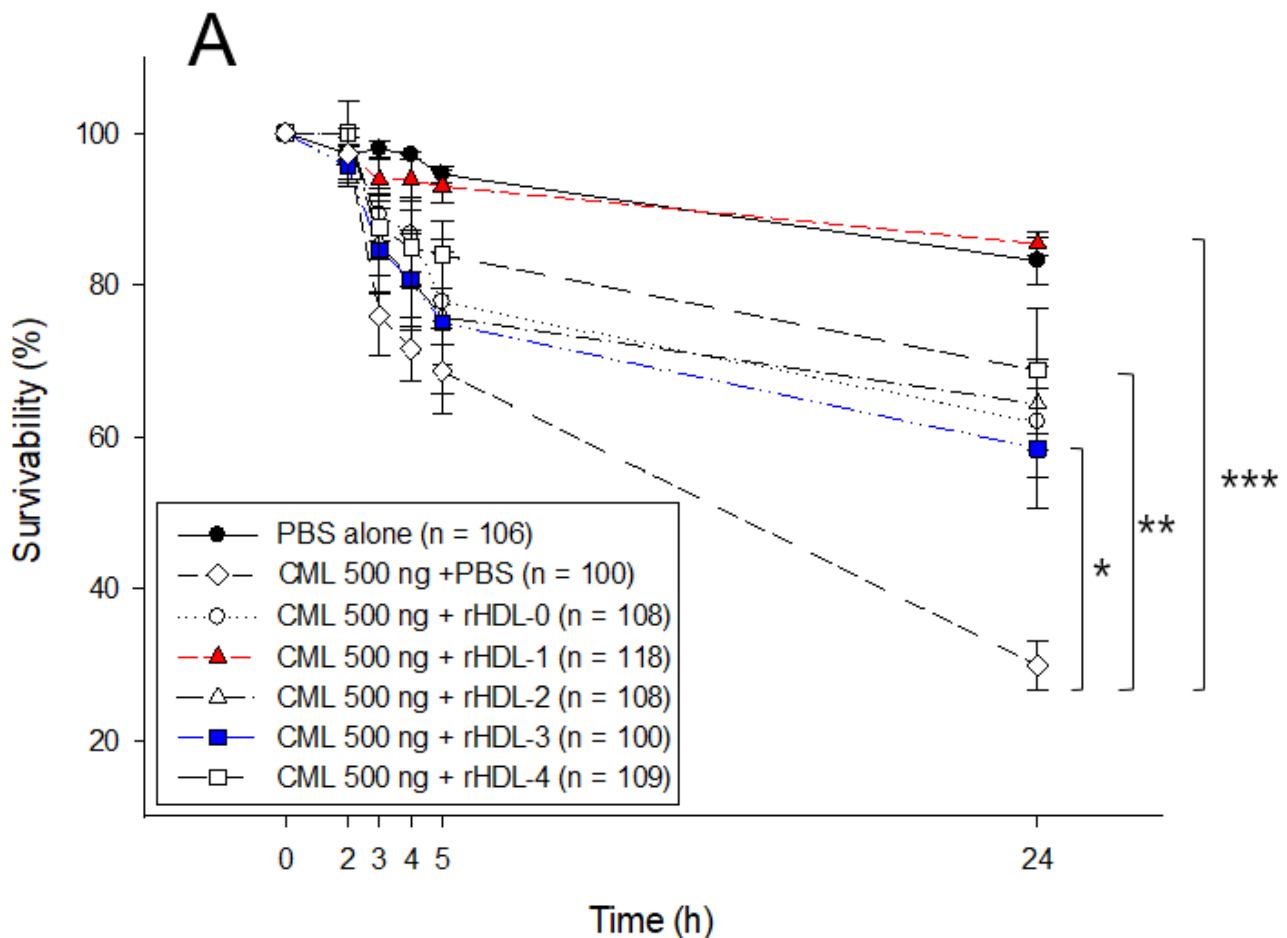 A
100
80
60
40
20
Survivability (%)
PBS alone (n = 106)
CML 500 ng +PBS (n = 100)
CML 500 ng + rHDL-0 (n = 108)
CML 500 ng + rHDL-1 (n = 118)
CML 500 ng + rHDL-2 (n = 108)
CML 500 ng + rHDL-3 (n = 100)
CML 500 ng + rHDL-4 (n = 109)
*
**
***
0 2 3 4 5 24
Time (h)